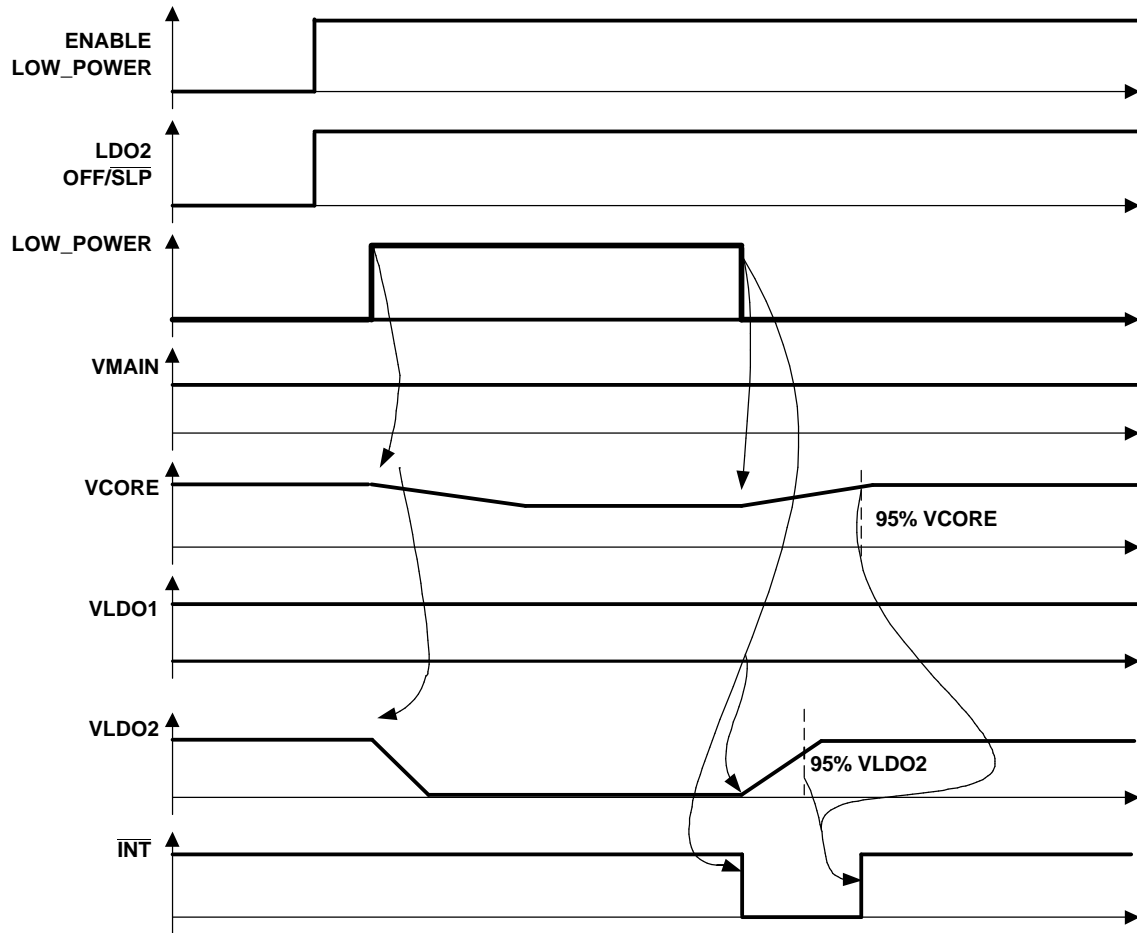 ENABLE
LOW_POWER
LDO2
OFF/SLP
LOW_POWER
VMAIN
VCORE
95% VCORE
VLDO1
VLDO2
95% VLDO2
INT